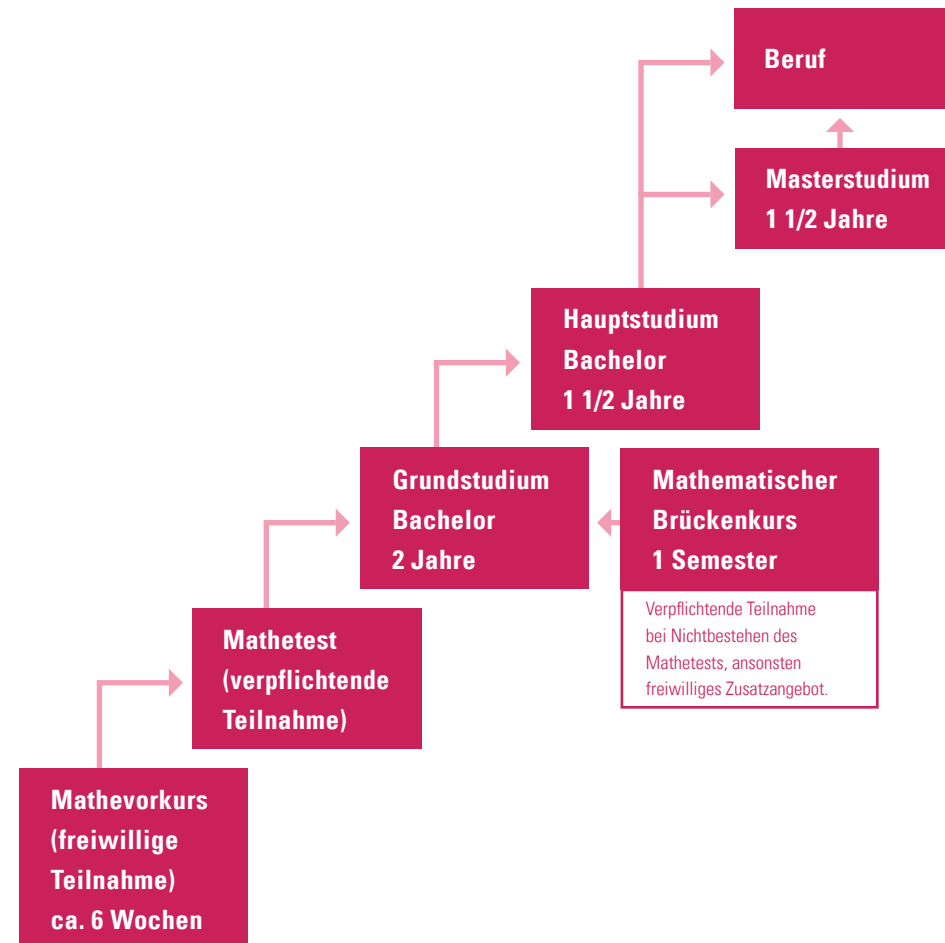 Beruf
Masterstudium
1 1/2 Jahre
Hauptstudium
Bachelor
1 1/2 Jahre
Grundstudium
Bachelor
2 Jahre
Mathematischer
Brückenkurs
1 Semester
Verpflichtende Teilnahme
bei Nichtbestehen des
Mathetests, ansonsten
freiwilliges Zusatzangebot.
Mathetest
(verpflichtende
Teilnahme)
Mathevorkurs
(freiwillige
Teilnahme)
ca. 6 Wochen